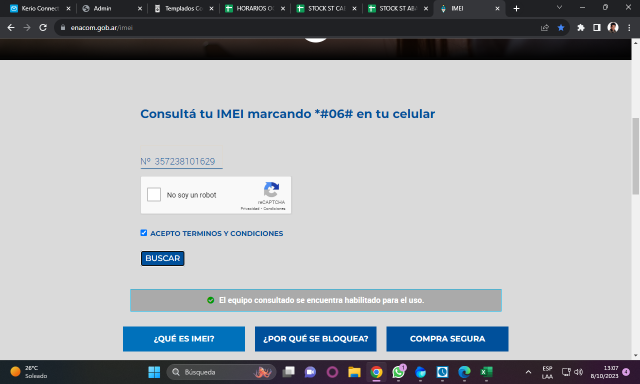 Kerio Connect
Admin
Templados Co
HORARIOS O
STOCK ST CA
STOCK ST ABA
IMEI
enacom.gob.ar/imei
Consultá tu IMEI marcando *#06# en tu celular
Nº 357238101629
No soy un robot
reCAPTCHA
Privacidad - Condiciones
ACEPTO TERMINOS Y CONDICIONES
BUSCAR
El equipo consultado se encuentra habilitado para el uso.
¿QUÉ ES IMEI?
¿POR QUÉ SE BLOQUEA?
COMPRA SEGURA
26°C
Soleado
Búsqueda
ESP
LAA
13:07
8/10/2023